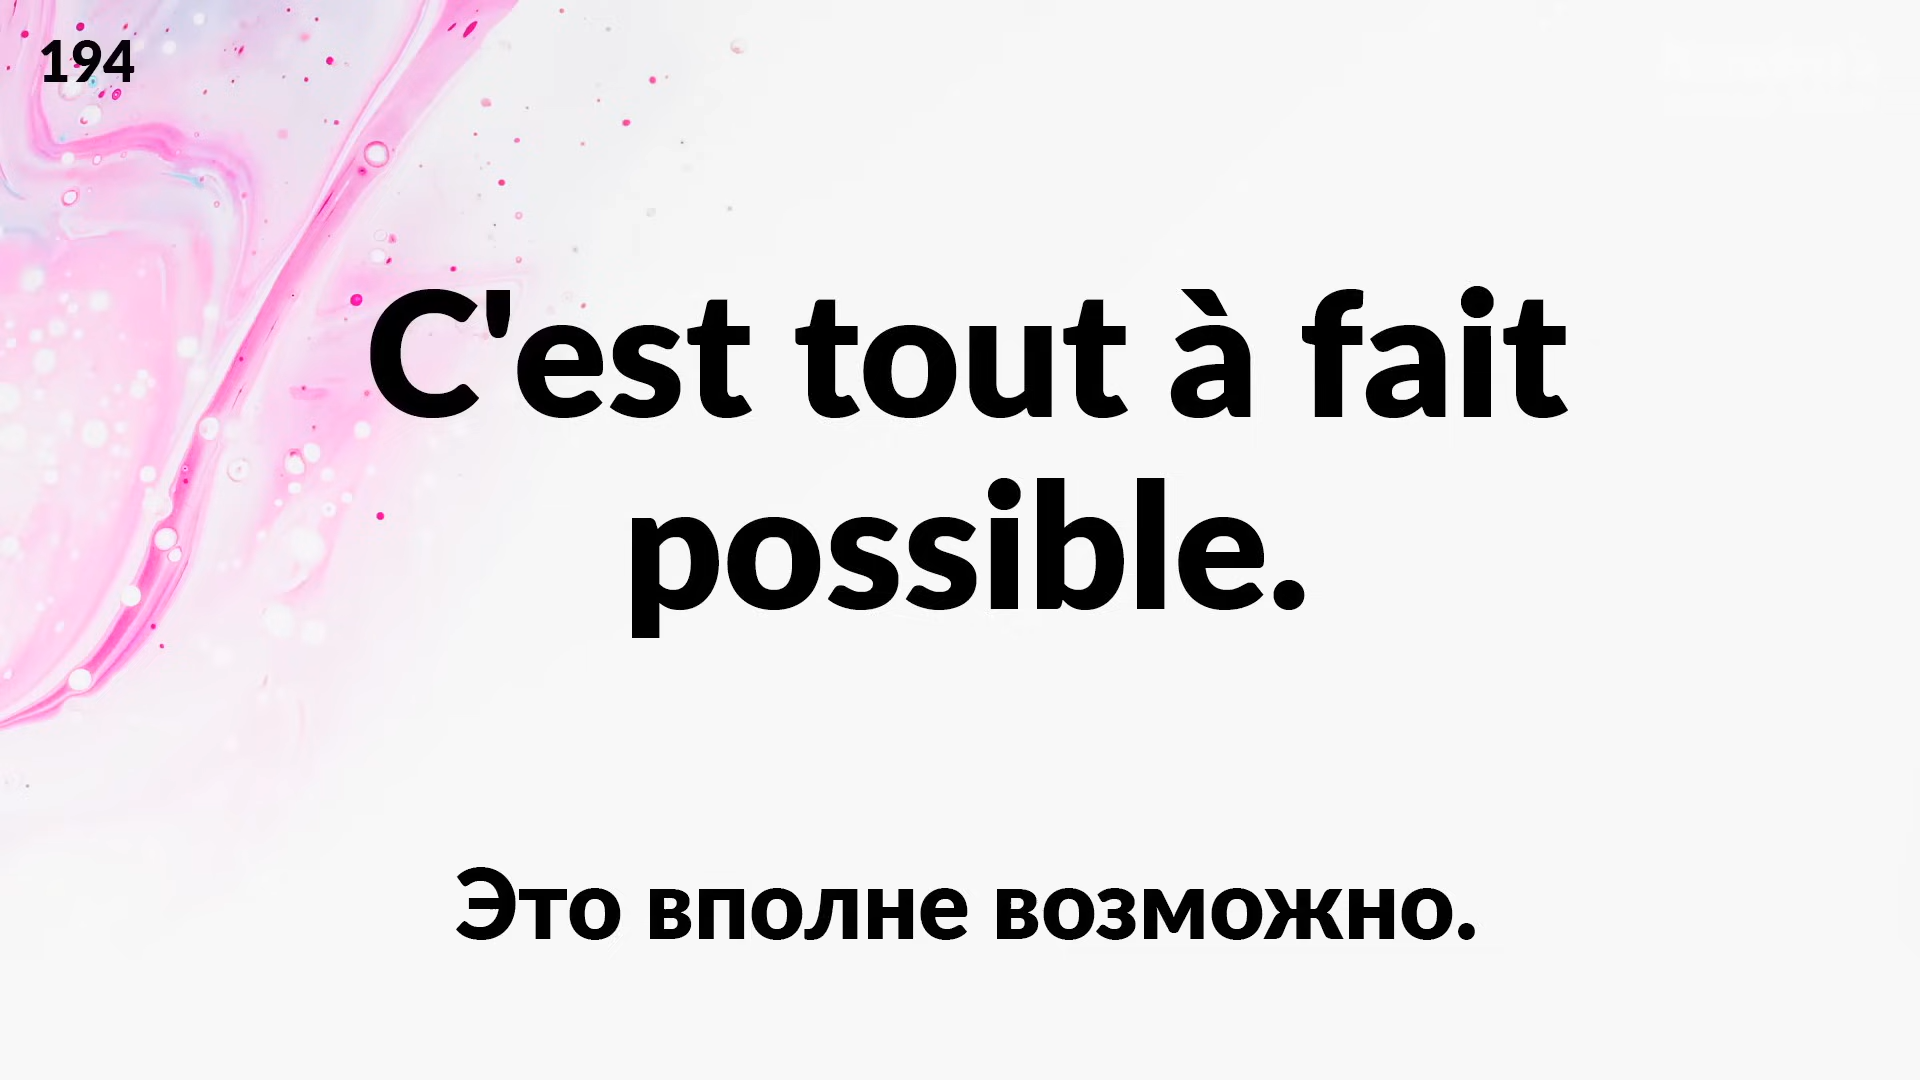 194
C'est tout à fait
possible.
Это вполне возможно.